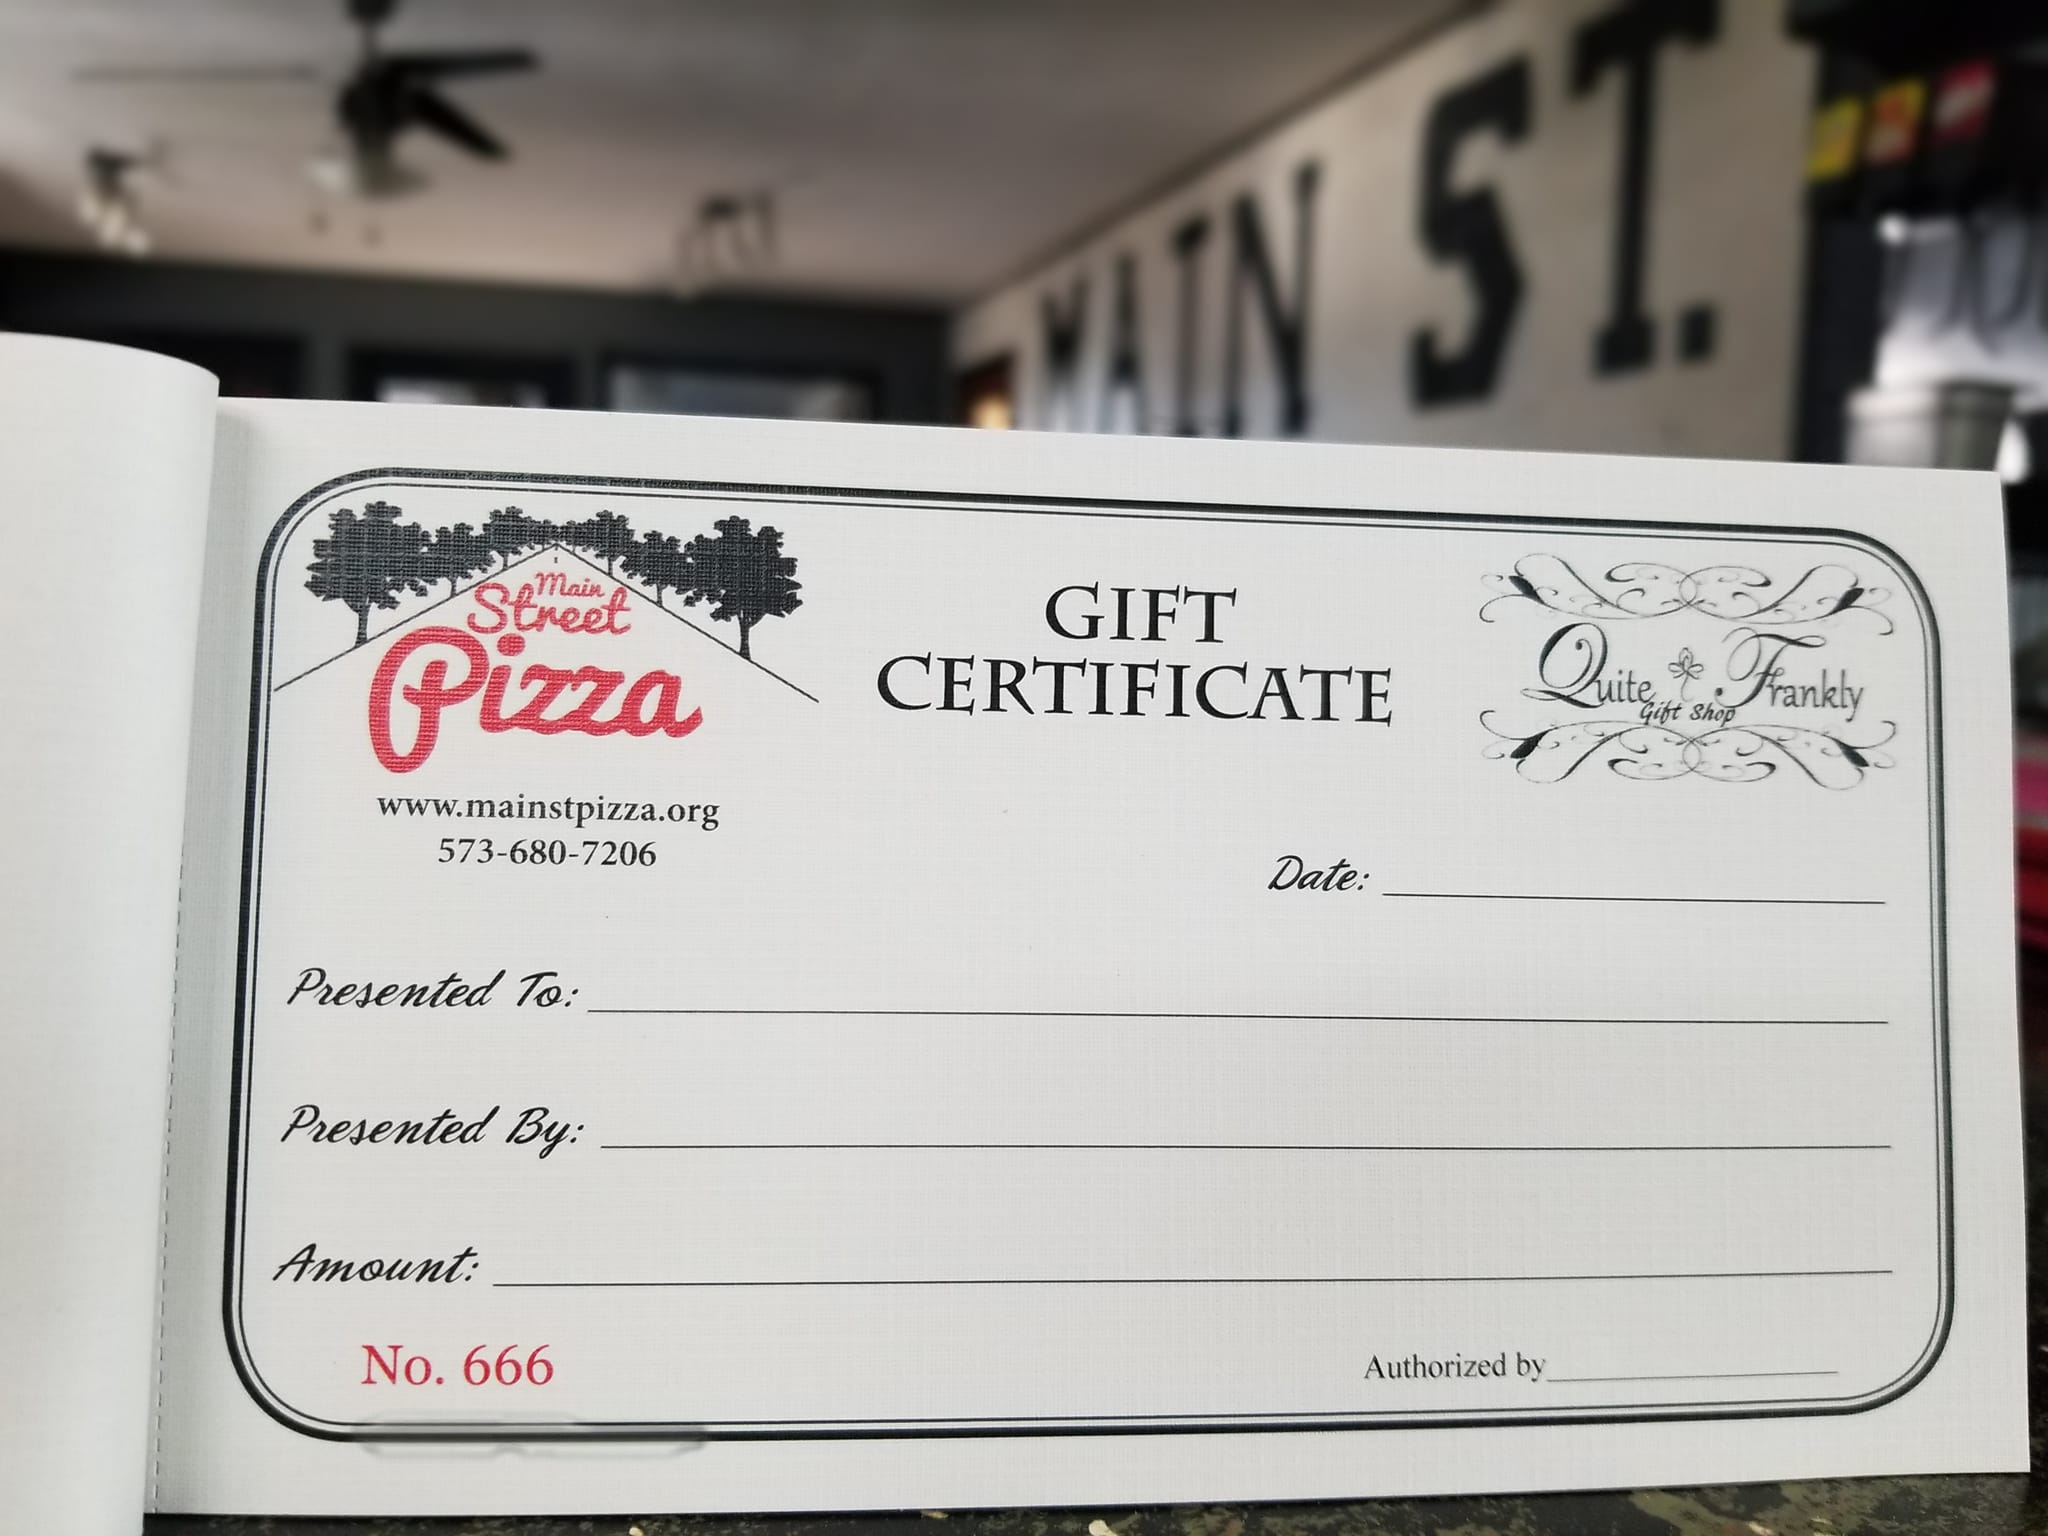 MAIN ST.
Main
Street
Pizza
www.mainstpizza.org
573-680-7206
GIFT
CERTIFICATE
Quite Frankly
Gift Shop
Date:
Presented To:
Presented By:
Amount:
No. 666
Authorized by